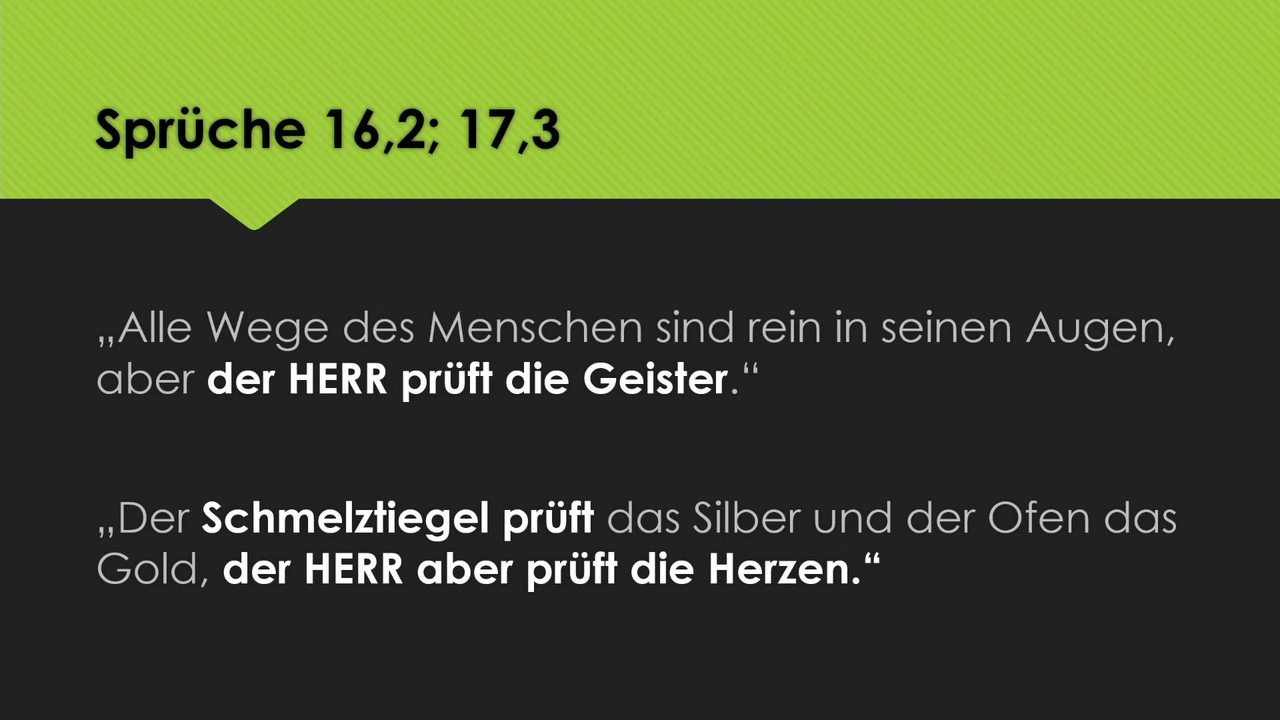 Sprüche 16,2; 17,3
„Alle Wege des Menschen sind rein in seinen Augen,
aber der HERR prüft die Geister.“
„Der Schmelztiegel prüft das Silber und der Ofen das
Gold, der HERR aber prüft die Herzen.“